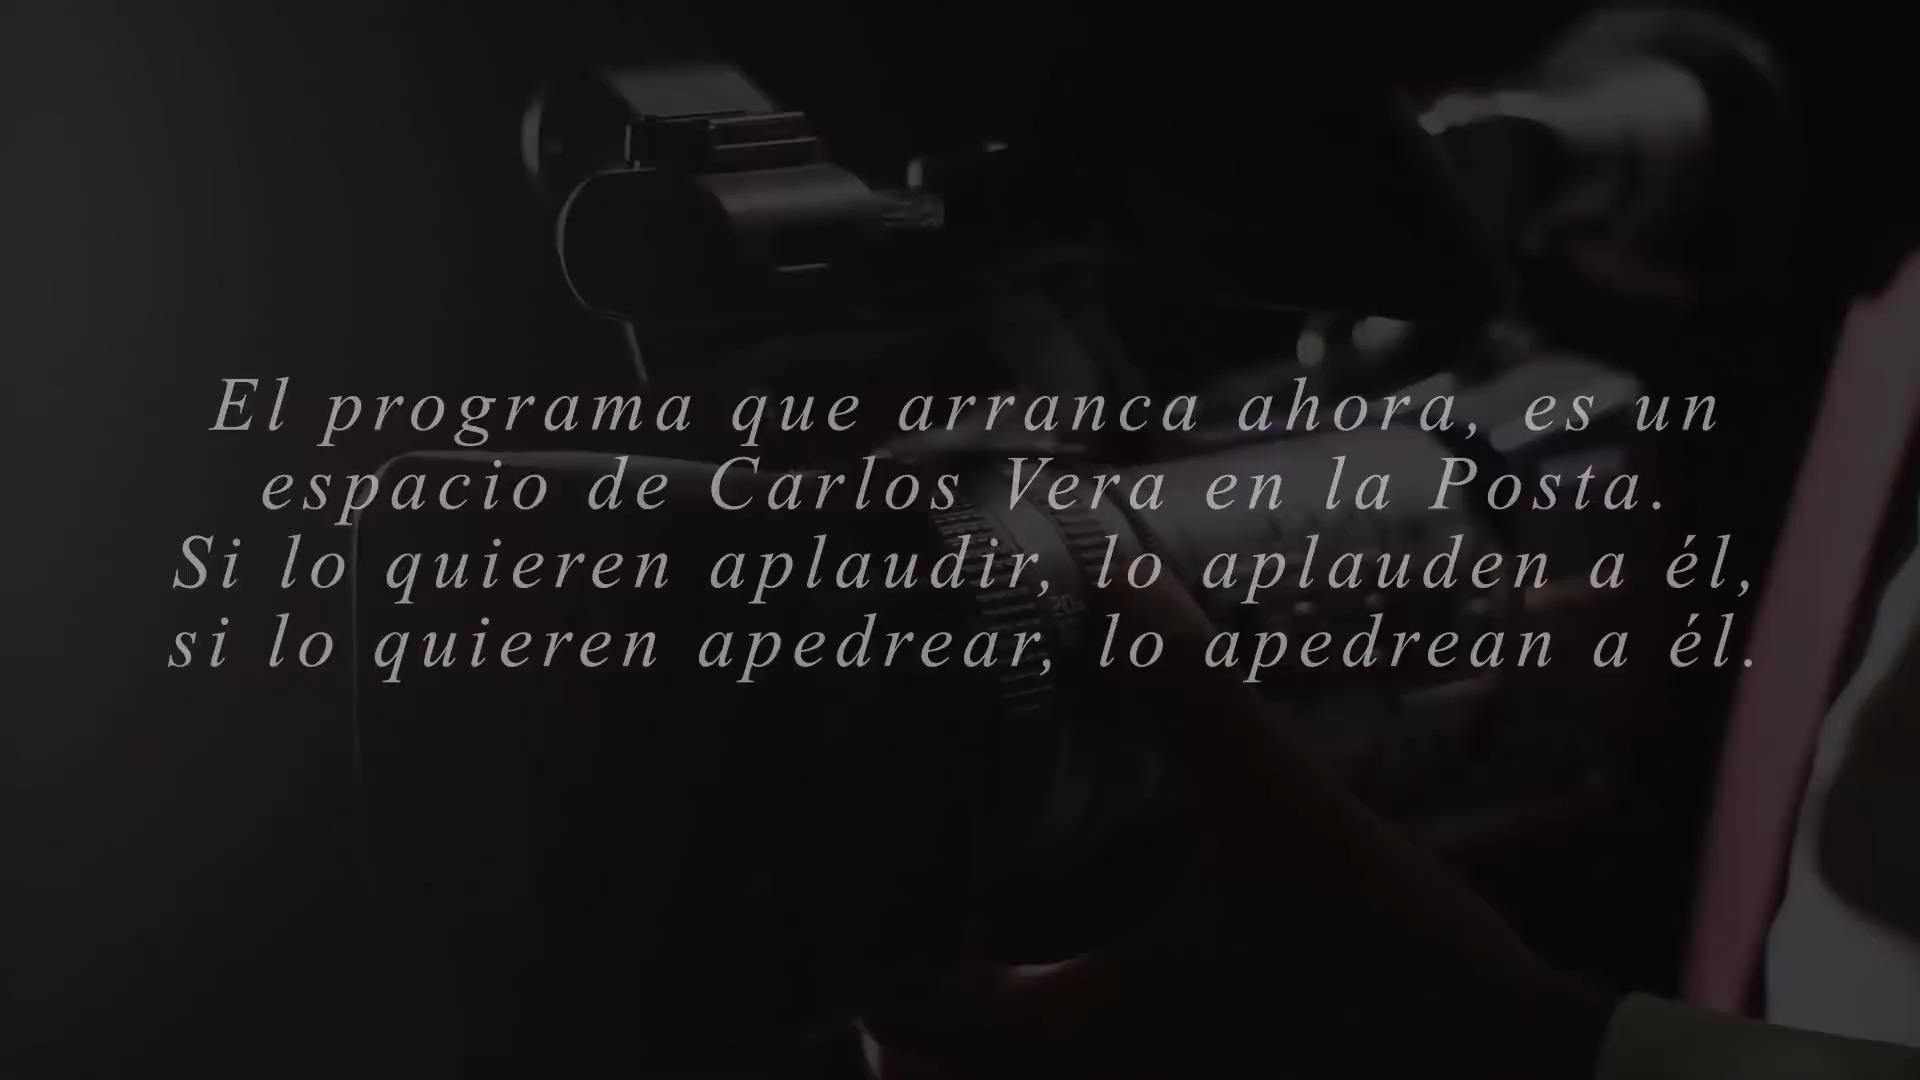 El programa que arranca ahora, es un
espacio de Carlos Vera en la Posta.
Si lo quieren aplaudir, lo aplauden a él,
si lo quieren apedrear, lo apedrean a él.